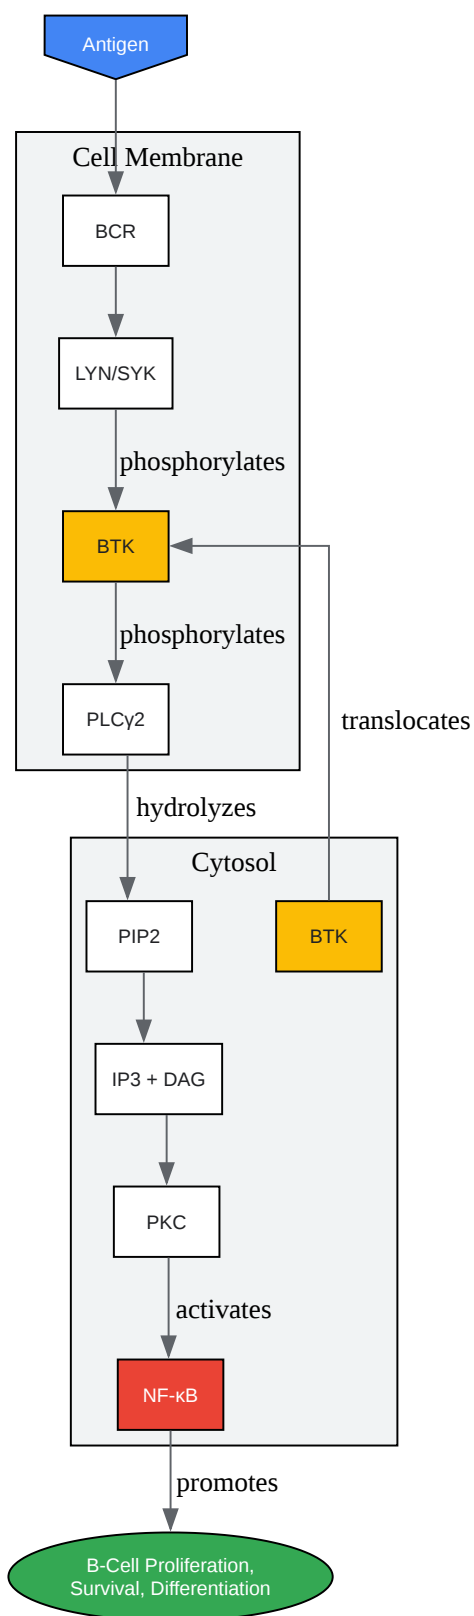 Antigen
Cell Membrane
BCR
LYN/SYK
phosphorylates
BTK
phosphorylates
PLCγ2
translocates
hydrolyzes
Cytosol
PIP2
BTK
IP3 + DAG
PKC
activates
NF-κB
promotes
B-Cell Proliferation,
Survival, Differentiation